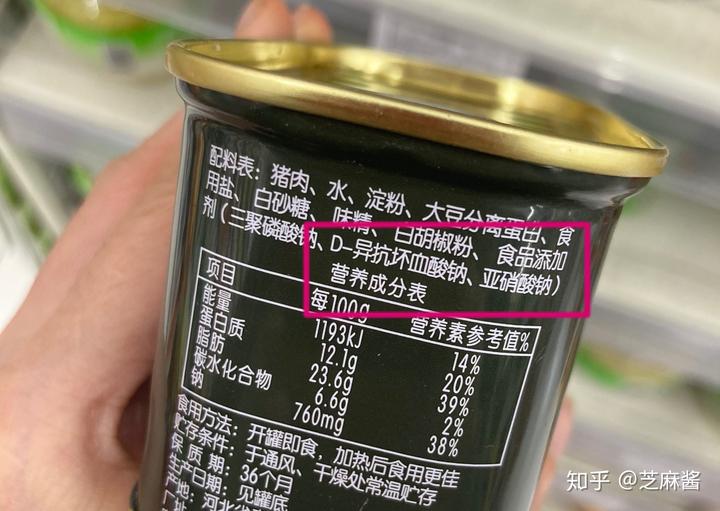 配料表：猪肉、水、淀粉、大豆分离蛋白、食
用盐、白砂糖、味精、白胡椒粉、食品添加
剂（三聚磷酸钠、D-异抗坏血酸钠、亚硝酸钠）
营养成分表
项目 每100g 营养素参考值%
能量 1193kJ 14%
蛋白质 12.1g 20%
脂肪 23.6g 39%
碳水化合物 6.6g 2%
钠 760mg 38%
食用方法：开罐即食，加热后食用更佳
贮存条件：于通风、干燥处常温贮存
保 质 期：36个月
生产日期：见罐底
产地：河北省
知乎 @芝麻酱